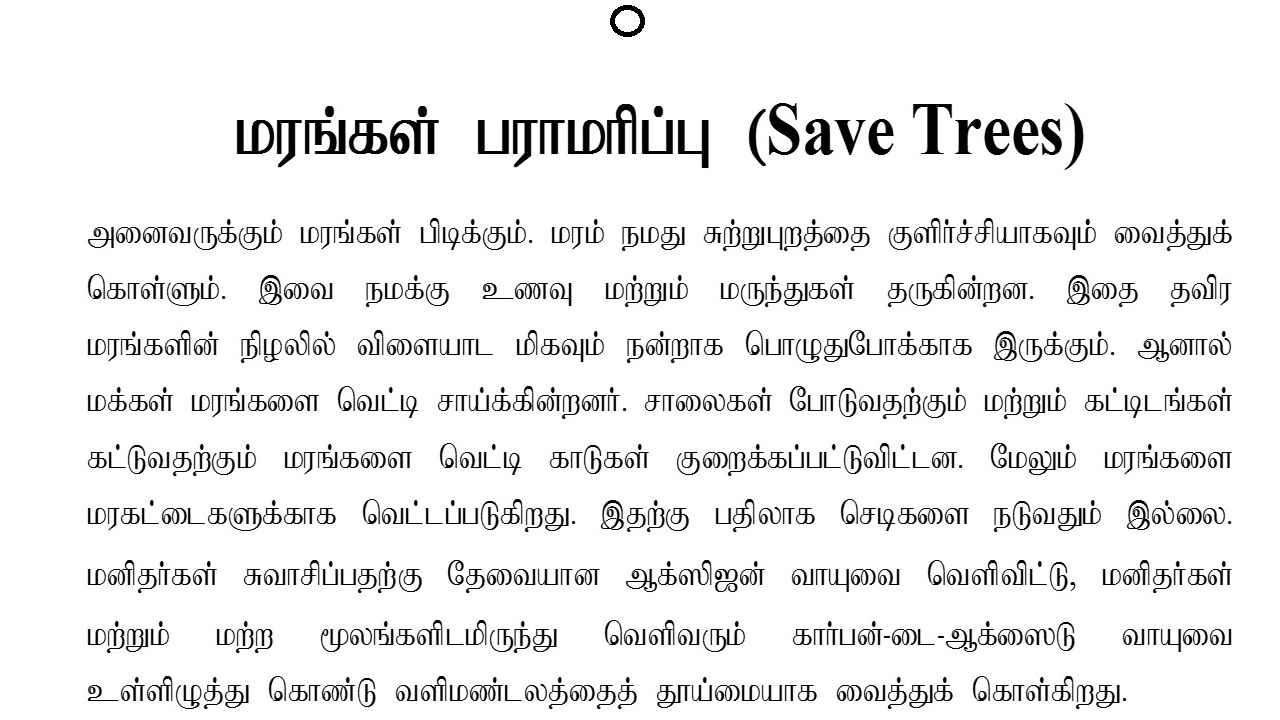 மரங்கள் பராமரிப்பு (Save Trees)
அனைவருக்கும் மரங்கள் பிடிக்கும். மரம் நமது சுற்றுபுறத்தை குளிர்ச்சியாகவும் வைத்துக்
கொள்ளும். இவை நமக்கு உணவு மற்றும் மருந்துகள் தருகின்றன. இதை தவிர
மரங்களின் நிழலில் விளையாட மிகவும் நன்றாக பொழுதுபோக்காக இருக்கும். ஆனால்
மக்கள் மரங்களை வெட்டி சாய்க்கின்றனர். சாலைகள் போடுவதற்கும் மற்றும் கட்டிடங்கள்
கட்டுவதற்கும் மரங்களை வெட்டி காடுகள் குறைக்கப்பட்டுவிட்டன. மேலும் மரங்களை
மரகட்டைகளுக்காக வெட்டப்படுகிறது. இதற்கு பதிலாக செடிகளை நடுவதும் இல்லை.
மனிதர்கள் சுவாசிப்பதற்கு தேவையான ஆக்ஸிஜன் வாயுவை வெளிவிட்டு, மனிதர்கள்
மற்றும் மற்ற மூலங்களிடமிருந்து வெளிவரும் கார்பன்-டை-ஆக்ஸைடு வாயுவை
உள்ளிழுத்து கொண்டு வளிமண்டலத்தைத் தூய்மையாக வைத்துக் கொள்கிறது.